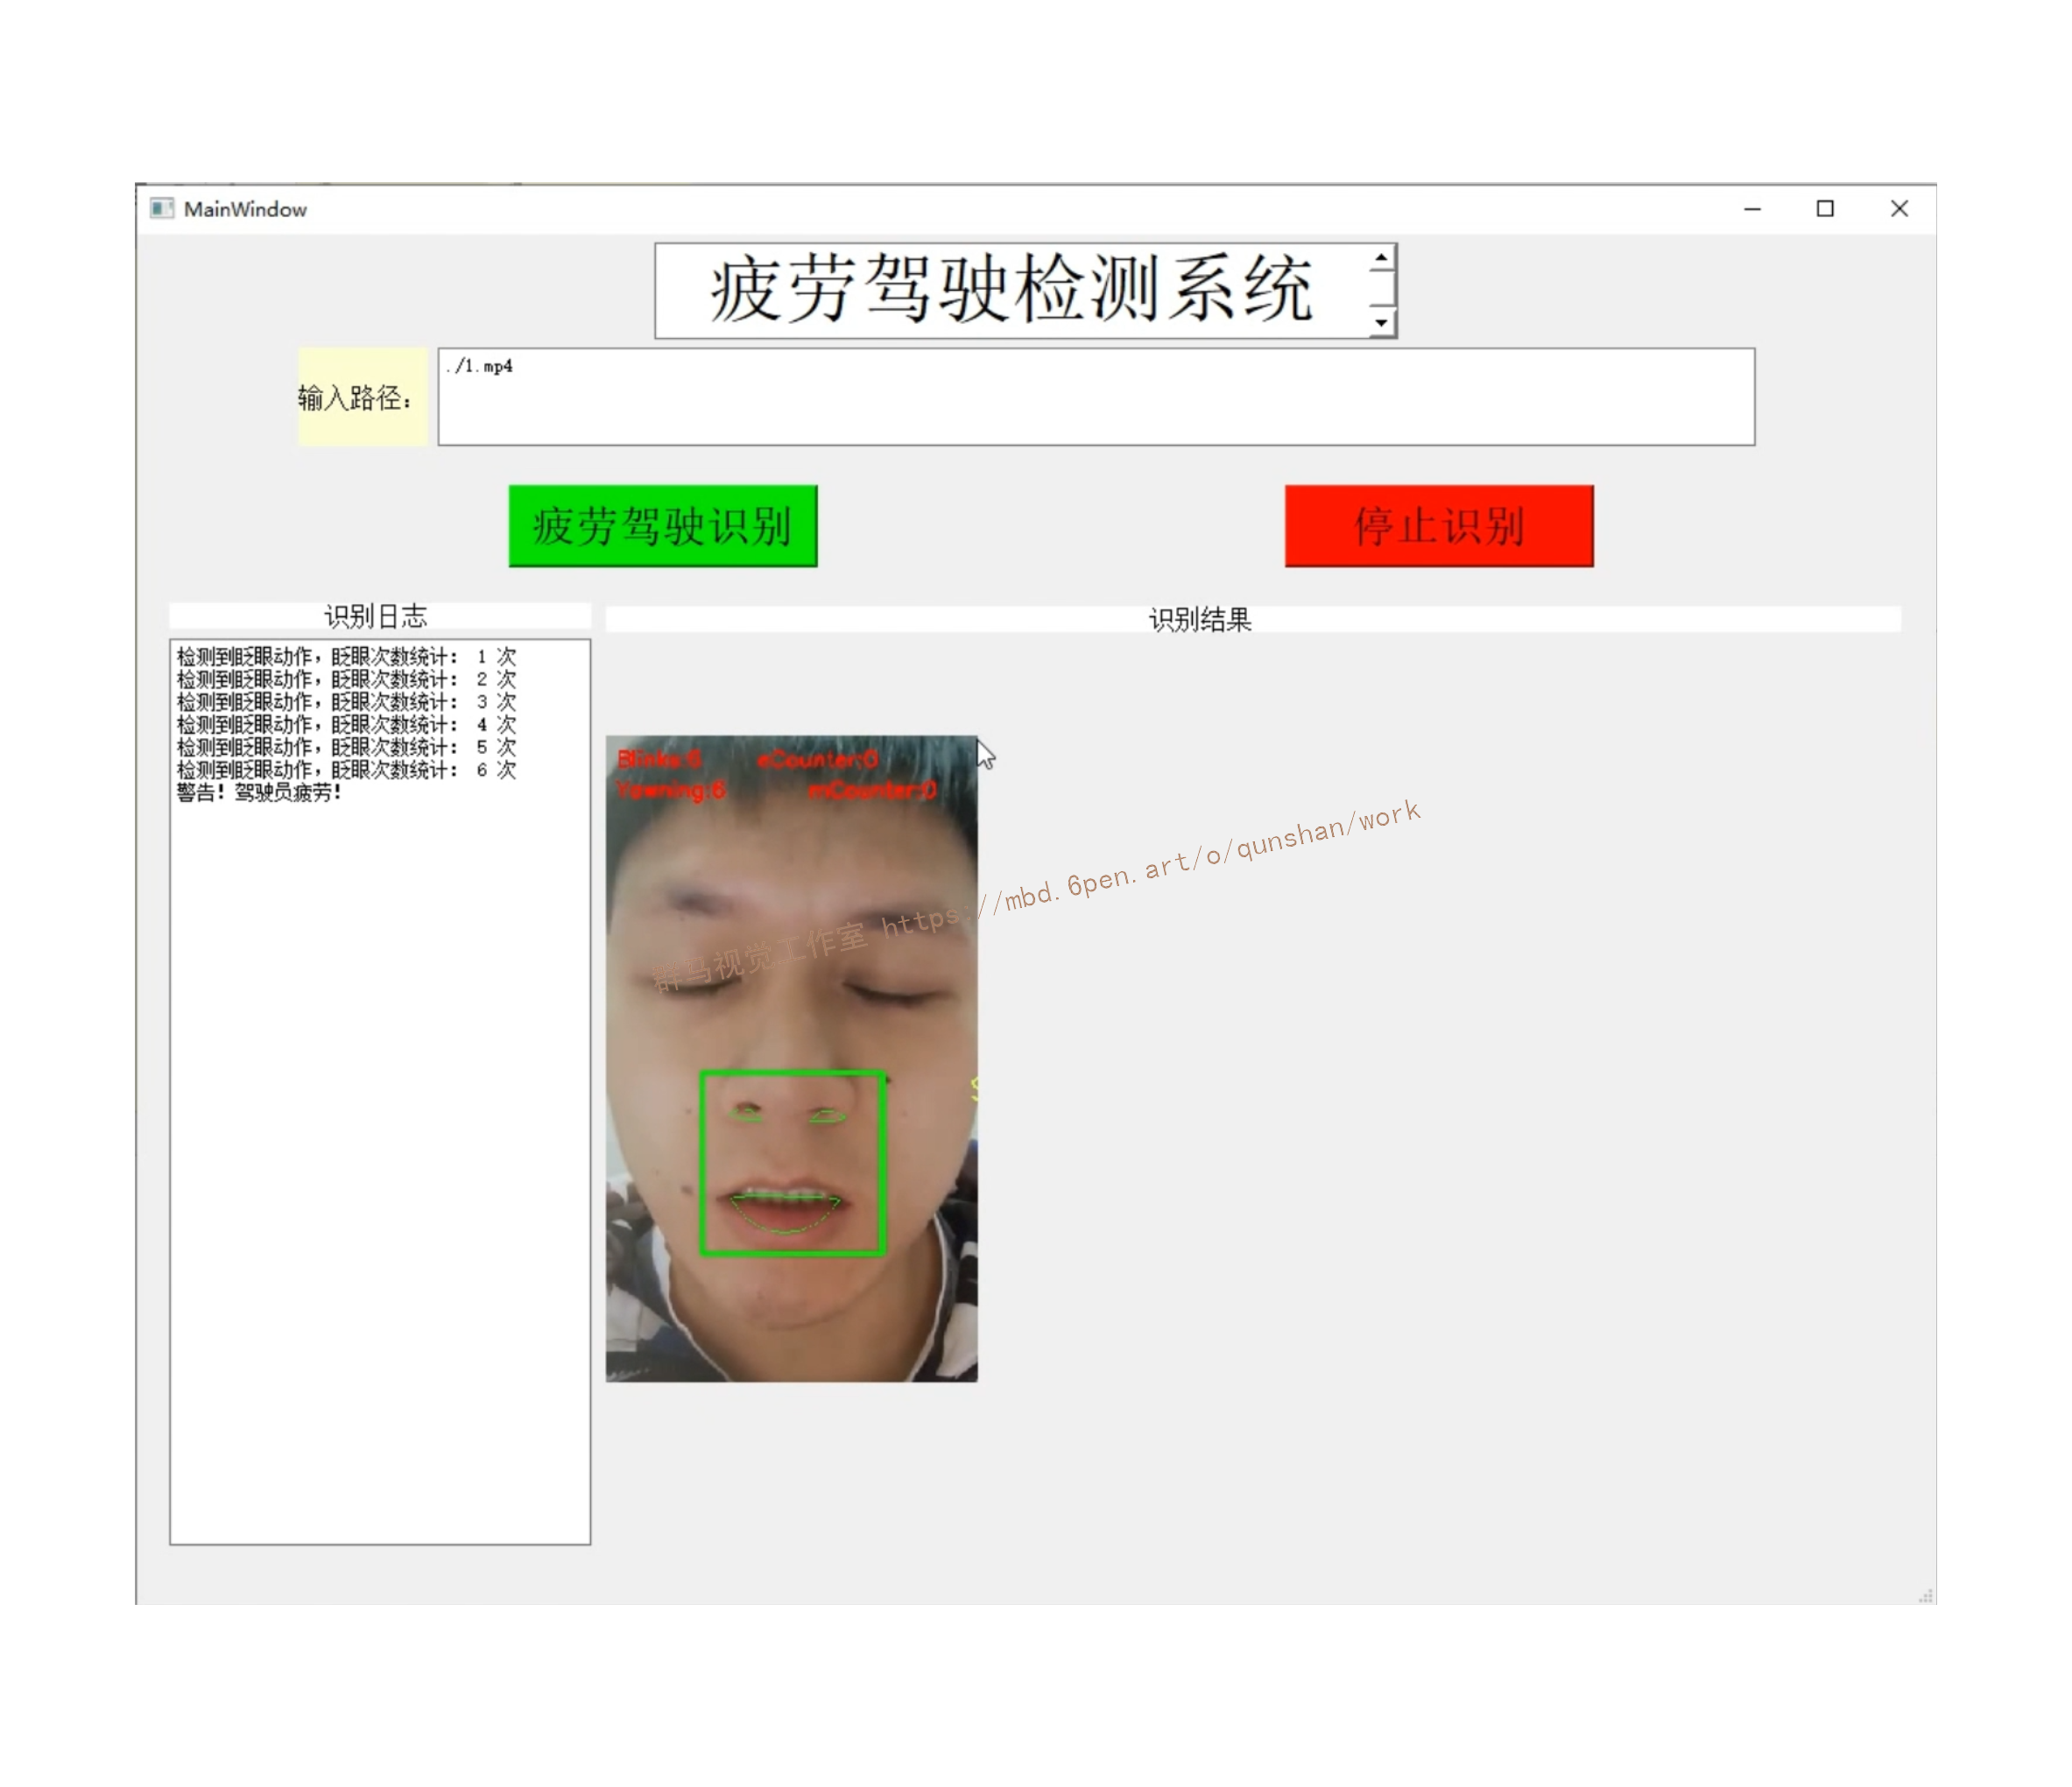 MainWindow
疲劳驾驶检测系统
输入路径：
./1.mp4
疲劳驾驶识别
停止识别
识别日志
识别结果
检测到眨眼动作，眨眼次数统计： 1 次
检测到眨眼动作，眨眼次数统计： 2 次
检测到眨眼动作，眨眼次数统计： 3 次
检测到眨眼动作，眨眼次数统计： 4 次
检测到眨眼动作，眨眼次数统计： 5 次
检测到眨眼动作，眨眼次数统计： 6 次
警告！驾驶员疲劳！
Blinks:6 eCounter:0
Yawning:6 mCounter:0
群马视觉工作室 https://mbd.6pen.art/o/qunshan/work
S